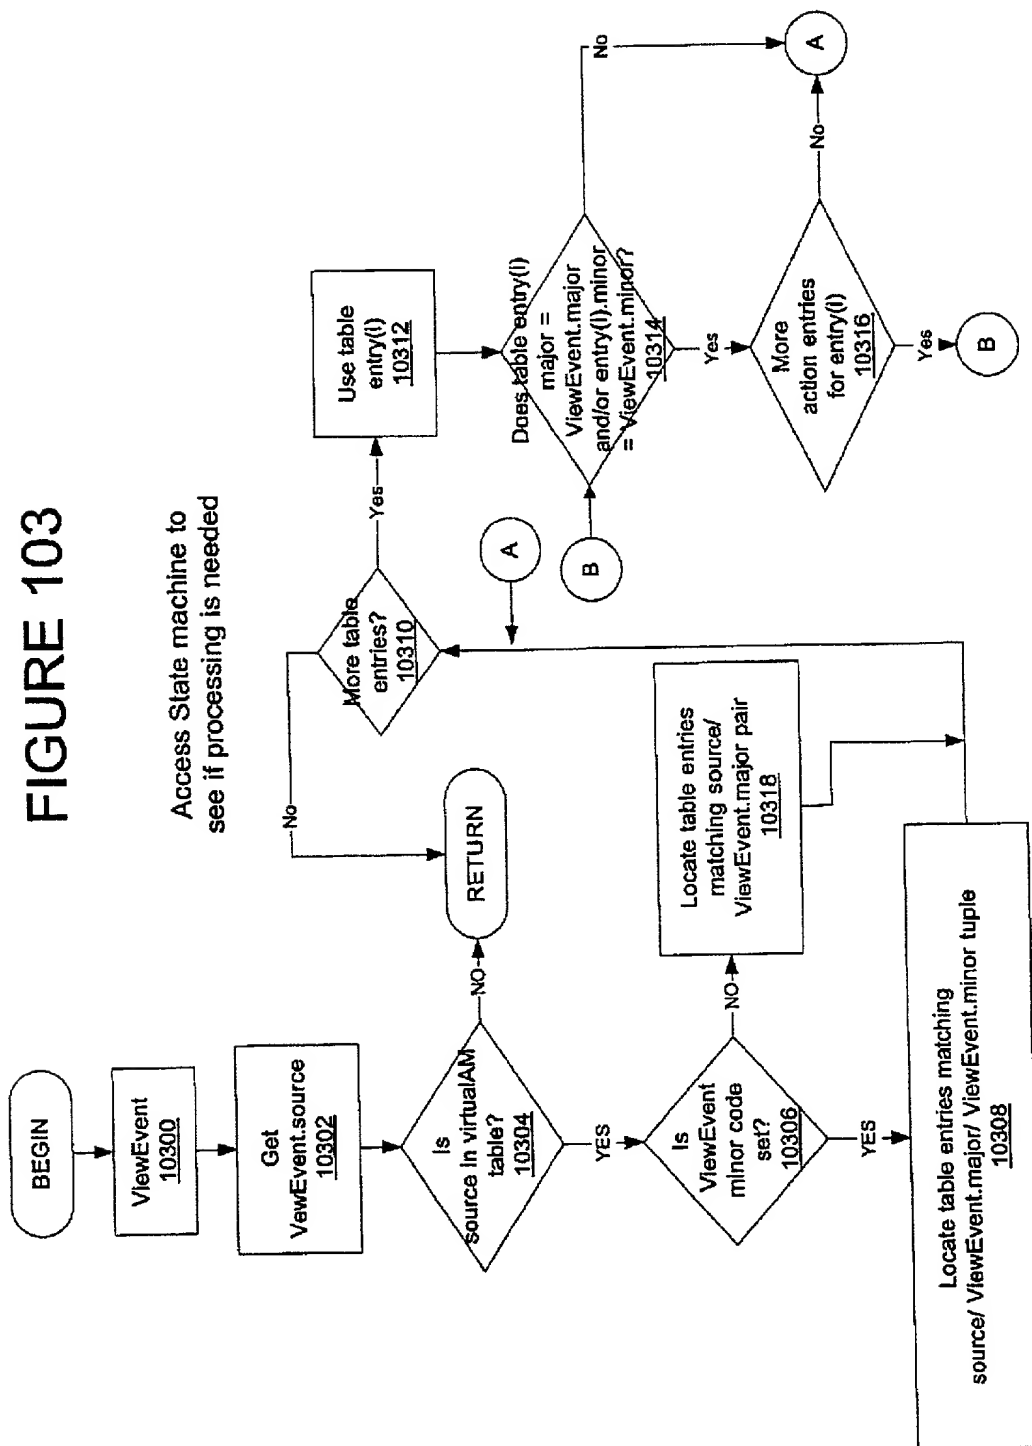 FIGURE 103
Access State machine to
see if processing is needed
BEGIN
ViewEvent
10300
Get
VewEvent.source
10302
Is
source in virtualAM
table?
10304
NO
RETURN
YES
Is
ViewEvent
minor code
set?
10306
NO
Locate table entries
matching source/
ViewEvent.major pair
10318
YES
Locate table entries matching
source/ ViewEvent.major/ ViewEvent.minor tuple
10308
A
More table
entries?
10310
No
Yes
Use table
entry(i)
10312
B
Does table entry(i)
major =
ViewEvent.major
and/or entry(i).minor
= ViewEvent.minor?
10314
No
A
Yes
More
action entries
for entry(i)
10316
No
Yes
B